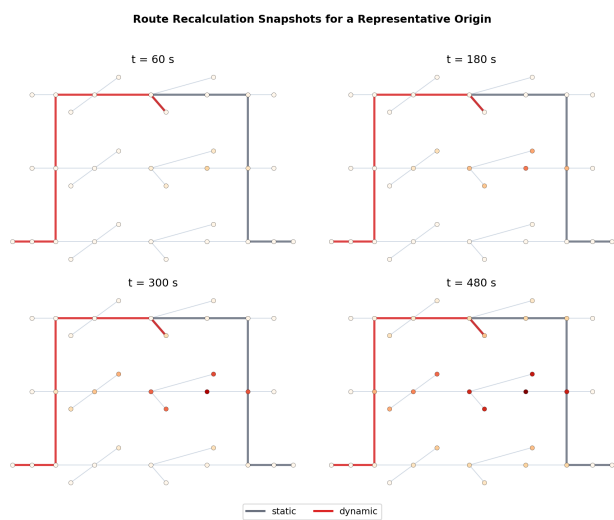 Route Recalculation Snapshots for a Representative Origin
t = 60 s
t = 180 s
t = 300 s
t = 480 s
static
dynamic